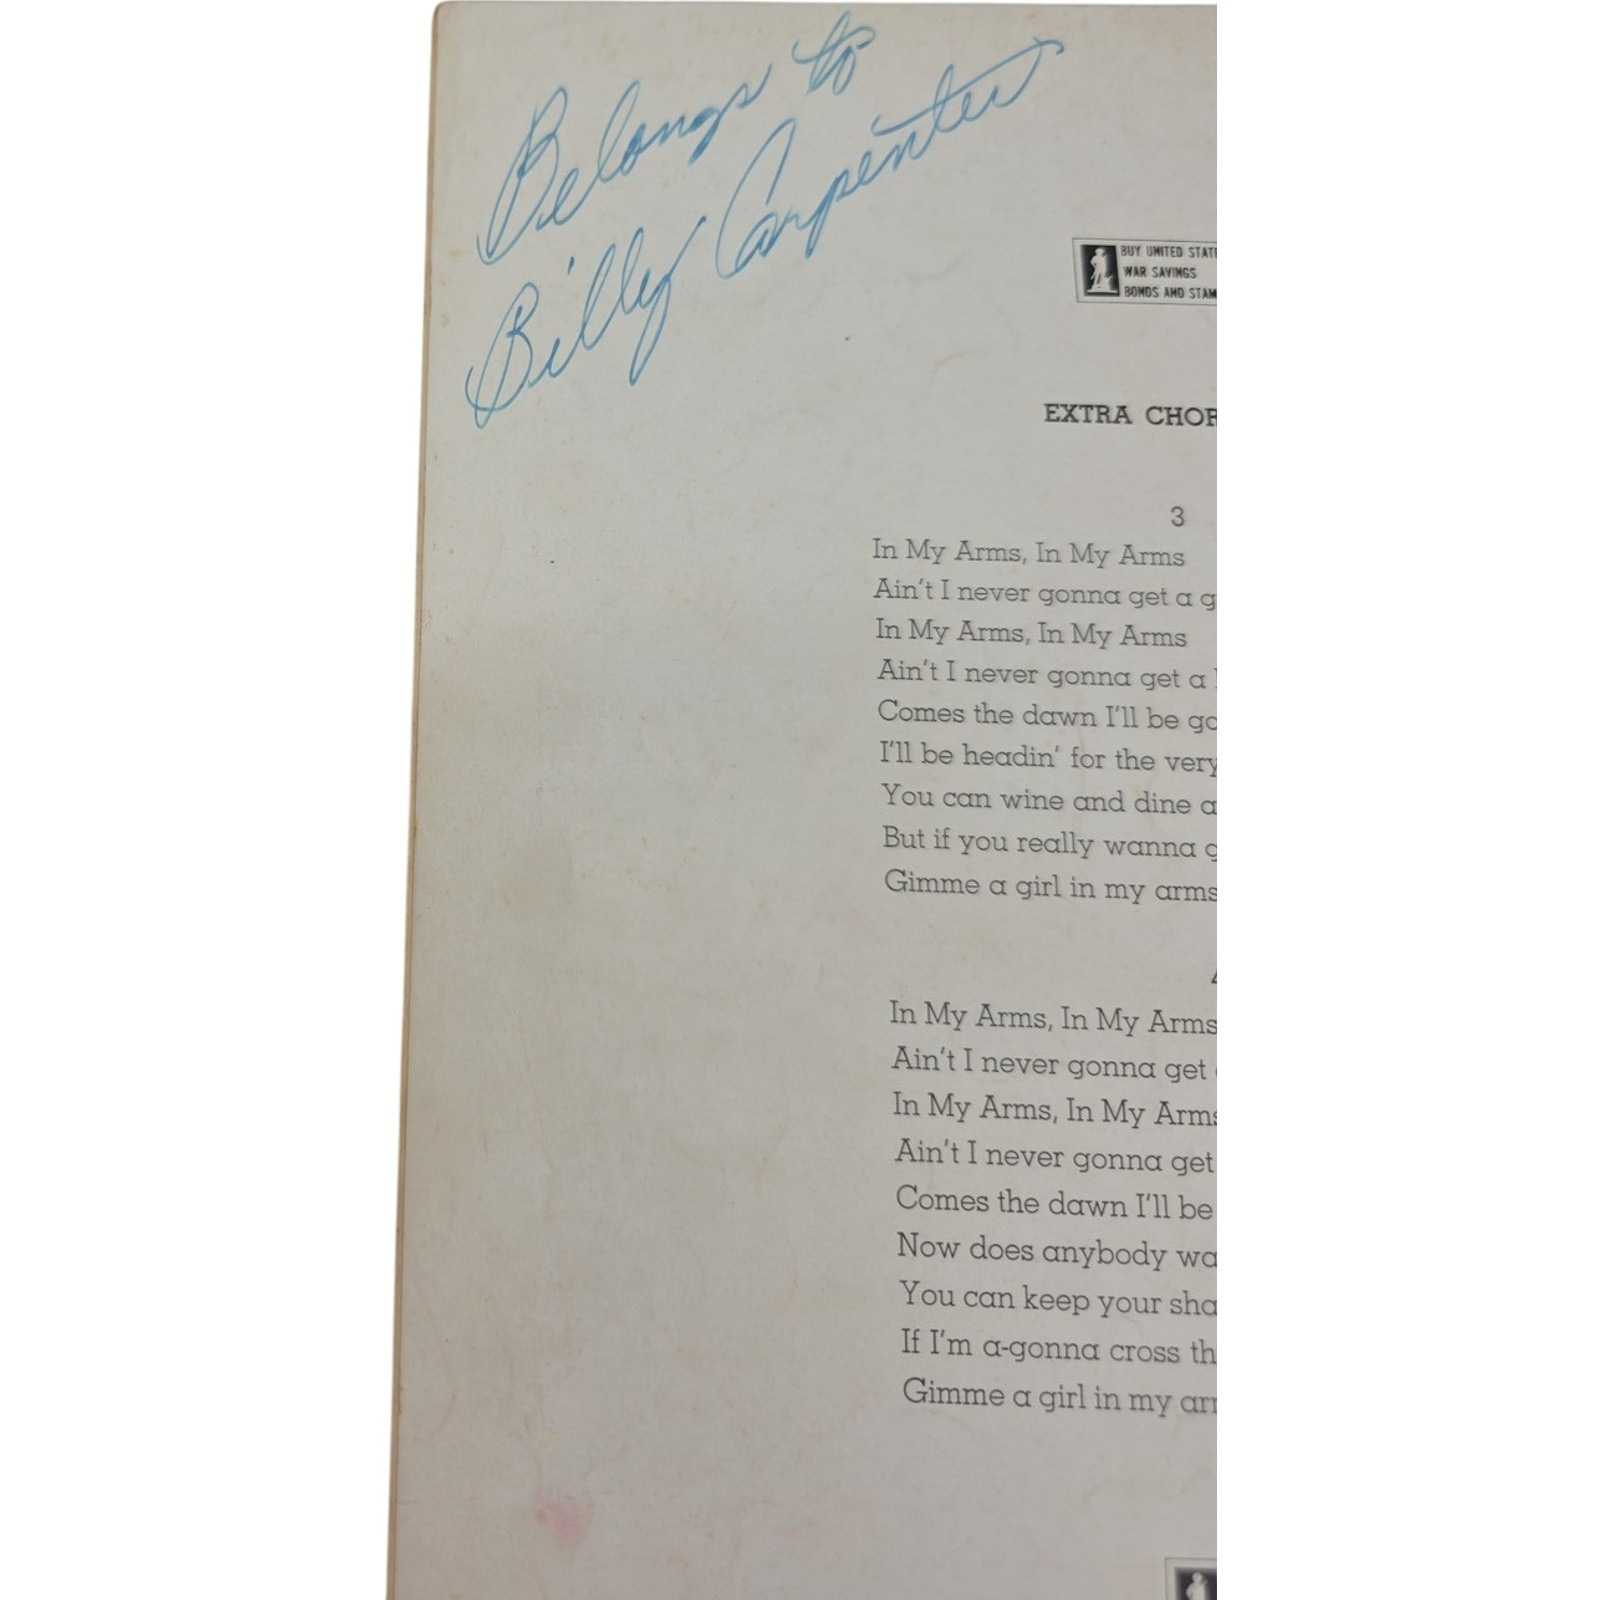 Belongs to
Billy Carpenter
BUY UNITED
WAR SAVINGS
BONDS AND
EXTRA
3
In My Arms, In My Arms
Ain't I never gonna get a
In My Arms, In My Arms
Ain't I never gonna get a
Comes the dawn I'll be
I'll be headin' for the very
You can wine and dine
But if you really wanna
Gimme a girl in my arms
In My Arms, In My Arms
Ain't I never gonna get
In My Arms, In My Arms
Ain't I never gonna get
Comes the dawn I'll be
Now does anybody
You can keep your
If I'm a-gonna cross
Gimme a girl in my